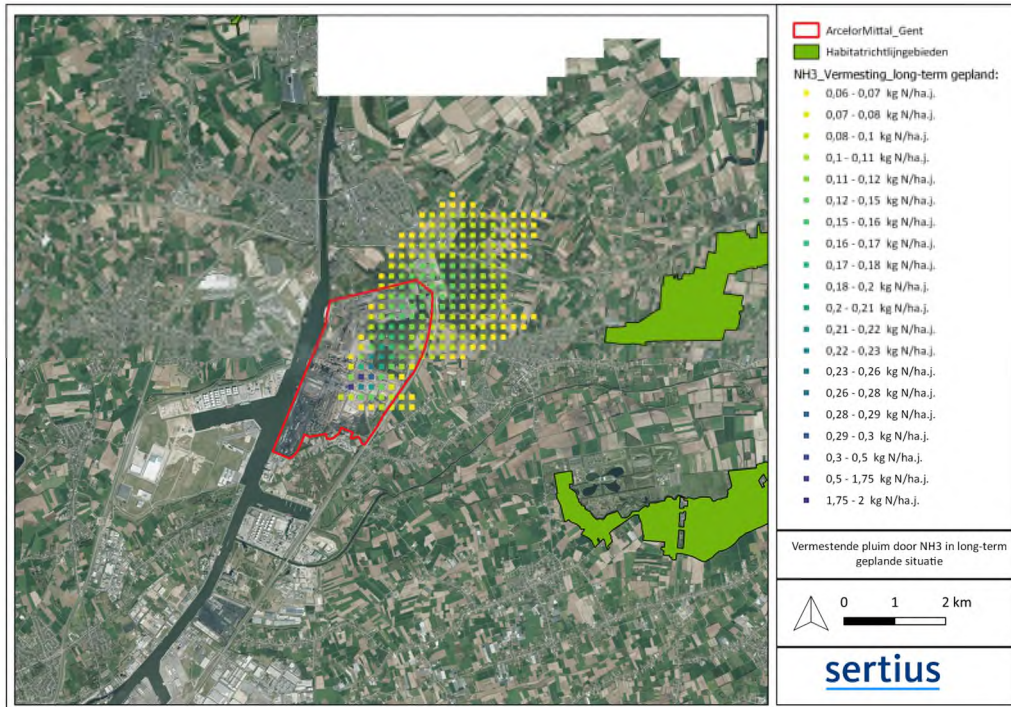 ArcelorMittal_Gent
Habitatrichtlijngebieden
NH3_Vermesting_long-term gepland:
0,06 - 0,07 kg N/ha.j.
0,07 - 0,08 kg N/ha.j.
0,08 - 0,1 kg N/ha.j.
0,1 - 0,11 kg N/ha.j.
0,11 - 0,12 kg N/ha.j.
0,12 - 0,15 kg N/ha.j.
0,15 - 0,16 kg N/ha.j.
0,16 - 0,17 kg N/ha.j.
0,17 - 0,18 kg N/ha.j.
0,18 - 0,2 kg N/ha.j.
0,2 - 0,21 kg N/ha.j.
0,21 - 0,22 kg N/ha.j.
0,22 - 0,23 kg N/ha.j.
0,23 - 0,26 kg N/ha.j.
0,26 - 0,28 kg N/ha.j.
0,28 - 0,29 kg N/ha.j.
0,29 - 0,3 kg N/ha.j.
0,3 - 0,5 kg N/ha.j.
0,5 - 1,75 kg N/ha.j.
1,75 - 2 kg N/ha.j.
Vermestende pluim door NH3 in long-term
geplande situatie
0 1 2 km
sertius